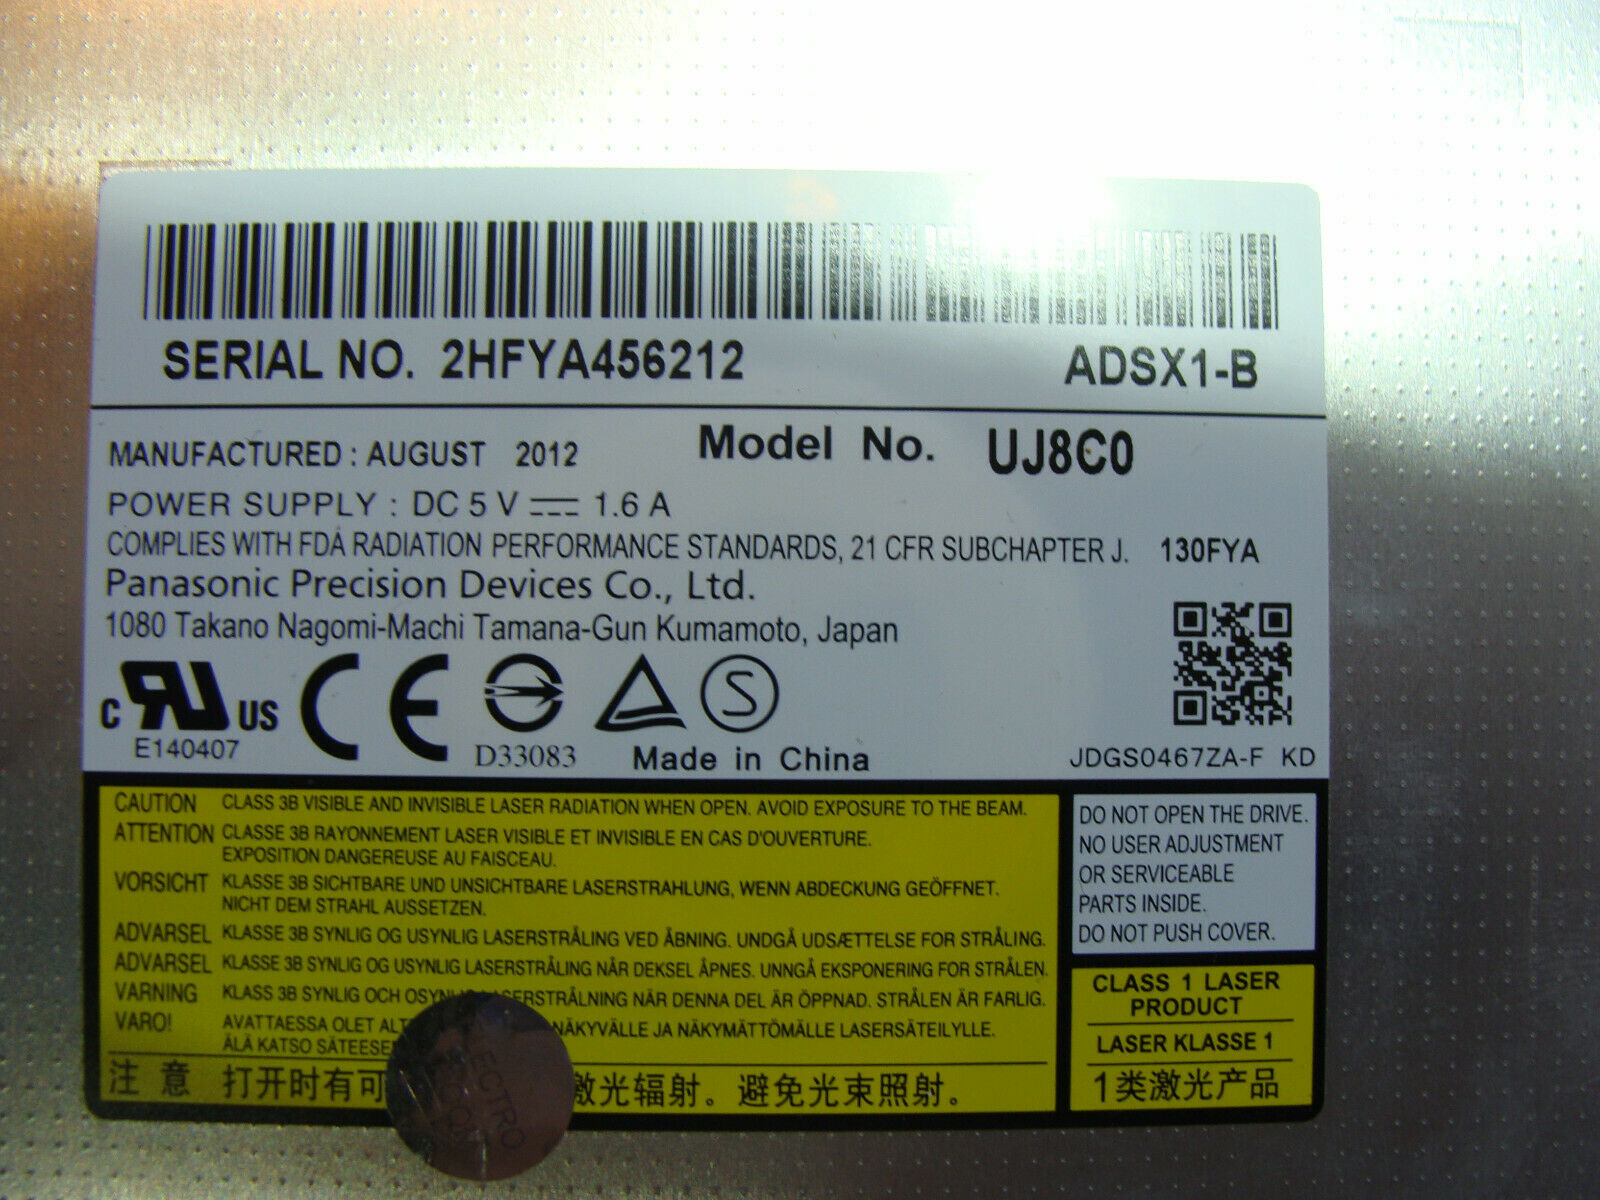 SERIAL NO. 2HFYA456212 ADSX1-B
MANUFACTURED : AUGUST 2012 Model No. UJ8C0
POWER SUPPLY : DC 5 V 1.6 A
COMPLIES WITH FDA RADIATION PERFORMANCE STANDARDS, 21 CFR SUBCHAPTER J. 130FYA
Panasonic Precision Devices Co., Ltd.
1080 Takano Nagomi-Machi Tamana-Gun Kumamoto, Japan
C RU US CE S
E140407 D33083 Made in China JDGS0467ZA-F KD
CAUTION CLASS 3B VISIBLE AND INVISIBLE LASER RADIATION WHEN OPEN. AVOID EXPOSURE TO THE BEAM.
ATTENTION CLASSE 3B RAYONNEMENT LASER VISIBLE ET INVISIBLE EN CAS D'OUVERTURE.
EXPOSITION DANGEREUSE AU FAISCEAU.
VORSICHT KLASSE 3B SICHTBARE UND UNSICHTBARE LASERSTRAHLUNG, WENN ABDECKUNG GEÖFFNET.
NICHT DEM STRAHL AUSSETZEN.
ADVARSEL KLASSE 3B SYNLIG OG USYNLIG LASERSTRÅLING VED ÅBNING. UNDGÅ UDSÆTTELSE FOR STRÅLING.
ADVARSEL KLASSE 3B SYNLIG OG USYNLIG LASERSTRÅLING NÅR DEKSEL ÅPNES. UNNGÅ EKSPONERING FOR STRÅLEN.
VARNING KLASS 3B SYNLIG OCH NÄR DENNA DEL ÄR ÖPPNAD. STRÅLEN ÄR FARLIG.
VARO! AVATTAESSA OLET NÄKYVÄLLE JA NÄKYMÄTTÖMÄLLE LASERSÄTEILYLLE.
ÄLÄ KATSO
注意 打开时有可 激光辐射。避免光束照射。
DO NOT OPEN THE DRIVE.
NO USER ADJUSTMENT
OR SERVICEABLE
PARTS INSIDE.
DO NOT PUSH COVER.
CLASS 1 LASER
PRODUCT
LASER KLASSE 1
1类激光产品